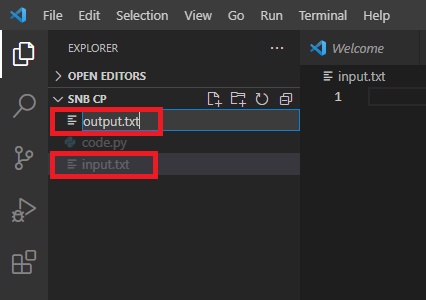 File Edit Selection View Go Run Terminal Help
EXPLORER ...
Welcome
OPEN EDITORS
input.txt
SNB CP
1
output.txt
code.py
input.txt